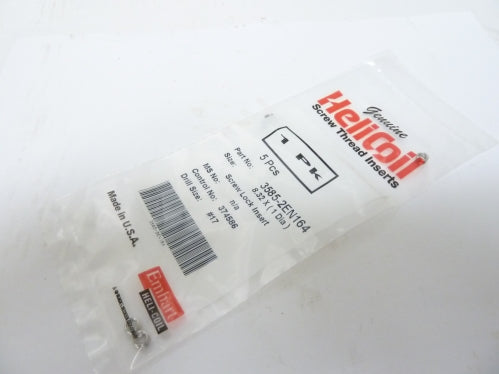 Genuine
HeliCoil
Screw Thread Inserts
1 PK
5 Pcs
Part No: 3585-2EN164
Size: 8.32 X ( 1 Dia )
Screw Lock Insert
MS No: n/a
Control No: 374586
Drill Size: #17
Made in U.S.A.
Emhart
HELI-COIL